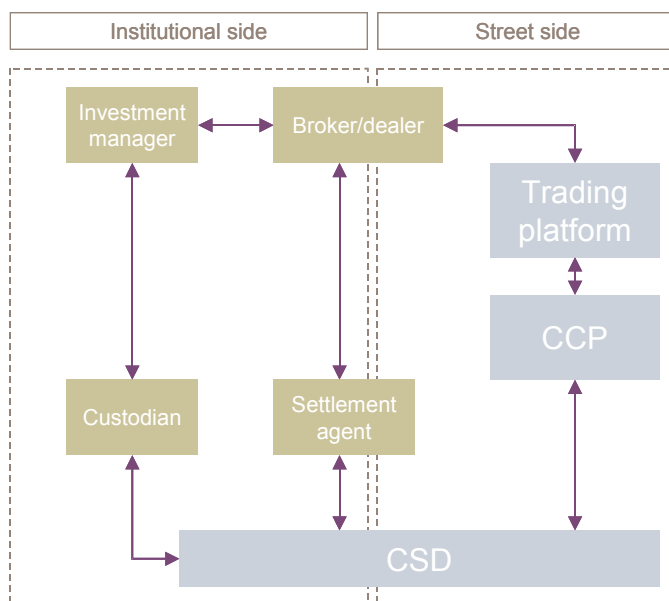 Institutional side
Street side
Investment
manager
Broker/dealer
Trading
platform
CCP
Custodian
Settlement
agent
CSD